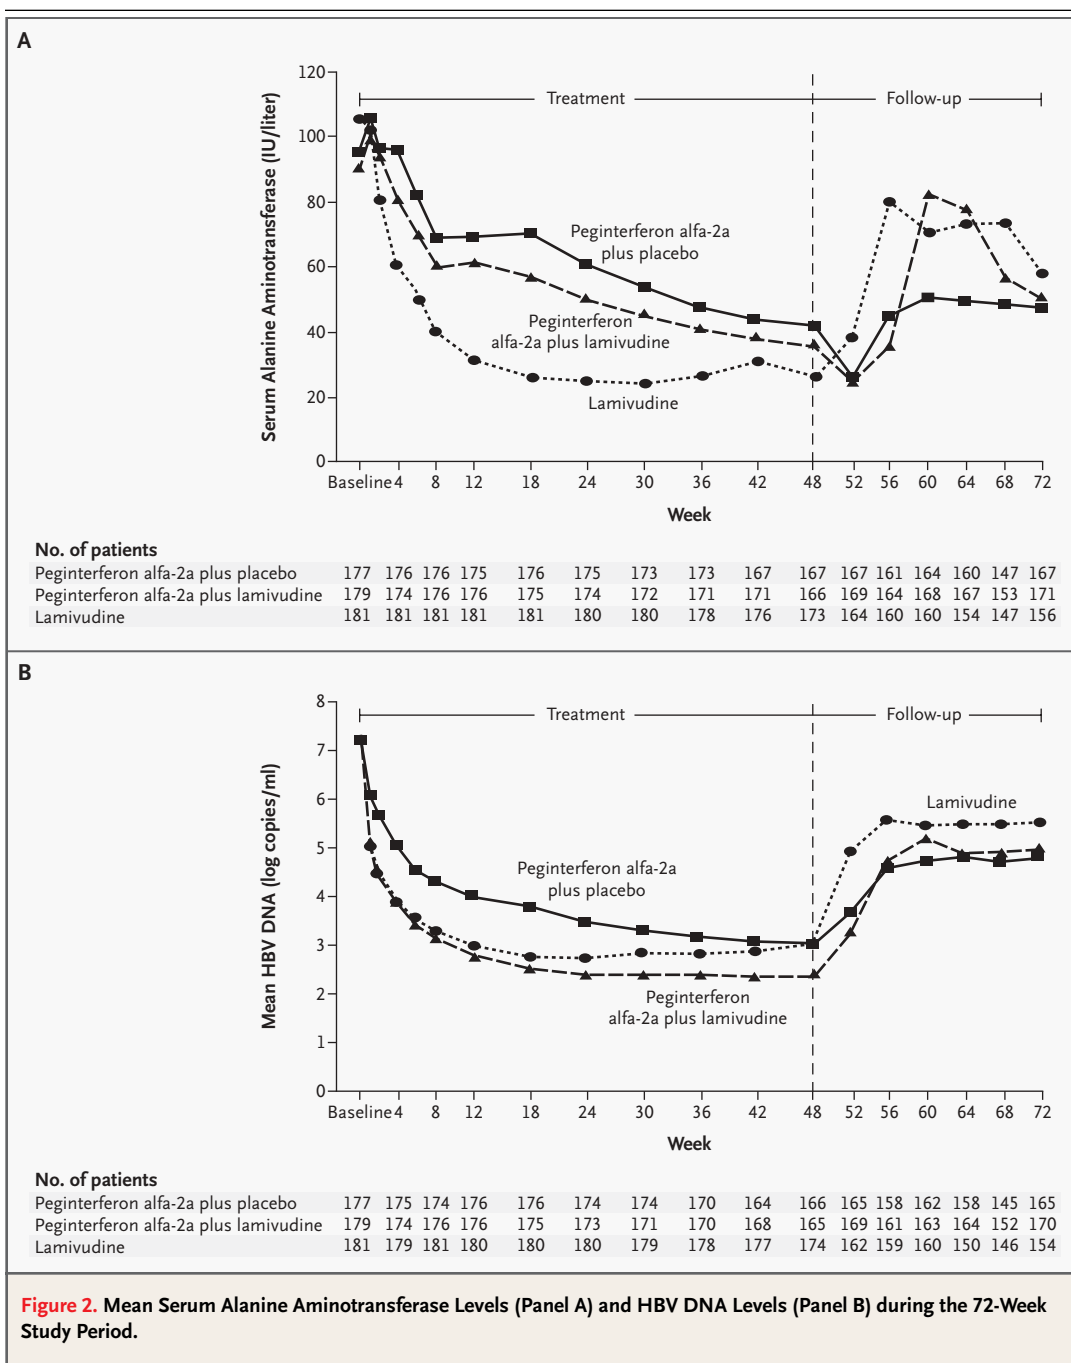 A
Serum Alanine Aminotransferase (IU/liter)
120
100
80
60
40
20
0
Treatment
Follow-up
Peginterferon alfa-2a
plus placebo
Peginterferon
alfa-2a plus lamivudine
Lamivudine
Baseline 4 8 12 18 24 30 36 42 48 52 56 60 64 68 72
Week
No. of patients
Peginterferon alfa-2a plus placebo 177 176 176 175 176 175 173 173 167 167 167 161 164 160 147 167
Peginterferon alfa-2a plus lamivudine 179 174 176 176 175 174 172 171 171 166 169 164 168 167 153 171
Lamivudine 181 181 181 181 181 180 180 178 176 173 164 160 160 154 147 156
B
Mean HBV DNA (log copies/ml)
8
7
6
5
4
3
2
1
0
Treatment
Follow-up
Lamivudine
Peginterferon alfa-2a
plus placebo
Peginterferon
alfa-2a plus lamivudine
Baseline 4 8 12 18 24 30 36 42 48 52 56 60 64 68 72
Week
No. of patients
Peginterferon alfa-2a plus placebo 177 175 174 176 176 174 174 170 164 166 165 158 162 158 145 165
Peginterferon alfa-2a plus lamivudine 179 174 176 176 175 173 171 170 168 165 169 161 163 164 152 170
Lamivudine 181 179 181 180 180 180 179 178 177 174 162 159 160 150 146 154
Figure 2. Mean Serum Alanine Aminotransferase Levels (Panel A) and HBV DNA Levels (Panel B) during the 72-Week
Study Period.